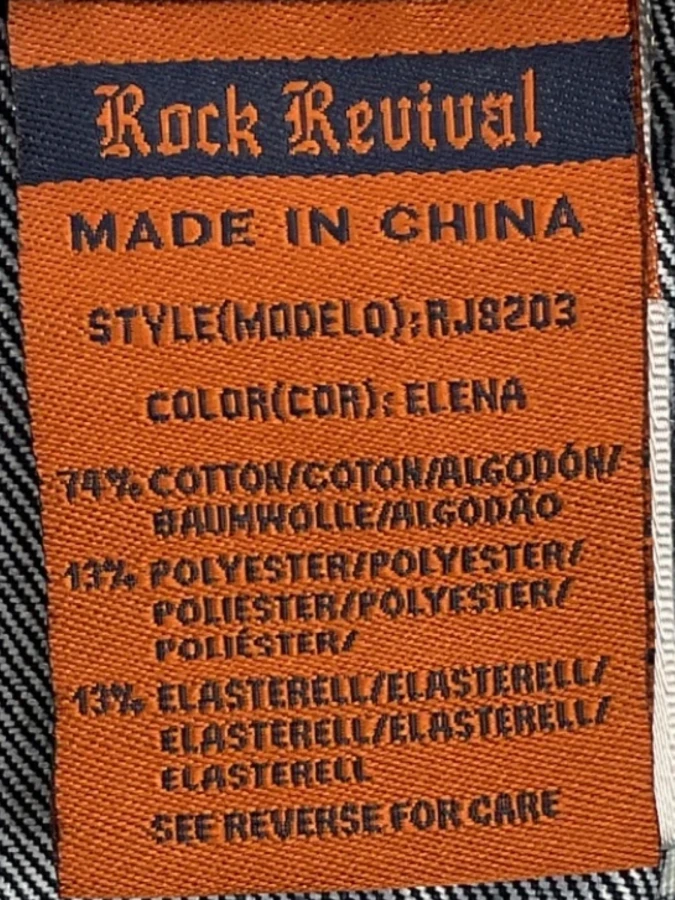 Rock Revival
MADE IN CHINA
STYLE(MODELO):RJ8203
COLOR(COR): ELENA
74% COTTON/COTON/ALGODÓN/
BAUMWOLLE/ALGODÃO
13% POLYESTER/POLYESTER/
POLIESTER/POLYESTER/
POLIÉSTER/
13% ELASTERELL/ELASTERELL/
ELASTERELL/ELASTERELL/
ELASTERELL
SEE REVERSE FOR CARE